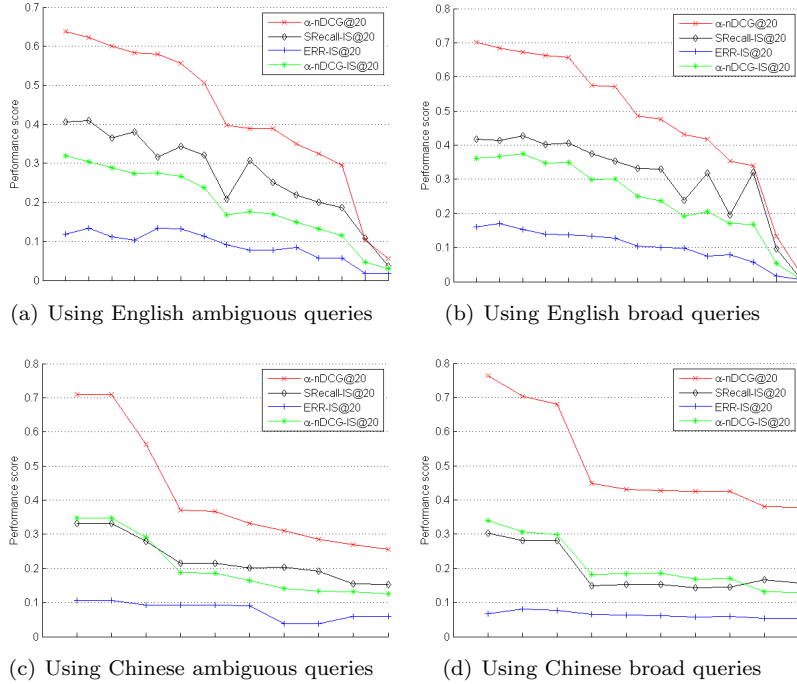 0.7
0.6
0.5
0.4
0.3
0.2
0.1
0
Performance score
α-nDCG@20
SRecall-IS@20
ERR-IS@20
α-nDCG-IS@20
(a) Using English ambiguous queries
0.8
0.7
0.6
0.5
0.4
0.3
0.2
0.1
0
Performance score
α-nDCG@20
SRecall-IS@20
ERR-IS@20
α-nDCG-IS@20
(b) Using English broad queries
0.8
0.7
0.6
0.5
0.4
0.3
0.2
0.1
0
Performance score
α-nDCG@20
SRecall-IS@20
ERR-IS@20
α-nDCG-IS@20
(c) Using Chinese ambiguous queries
0.8
0.7
0.6
0.5
0.4
0.3
0.2
0.1
0
Performance score
α-nDCG@20
SRecall-IS@20
ERR-IS@20
α-nDCG-IS@20
(d) Using Chinese broad queries